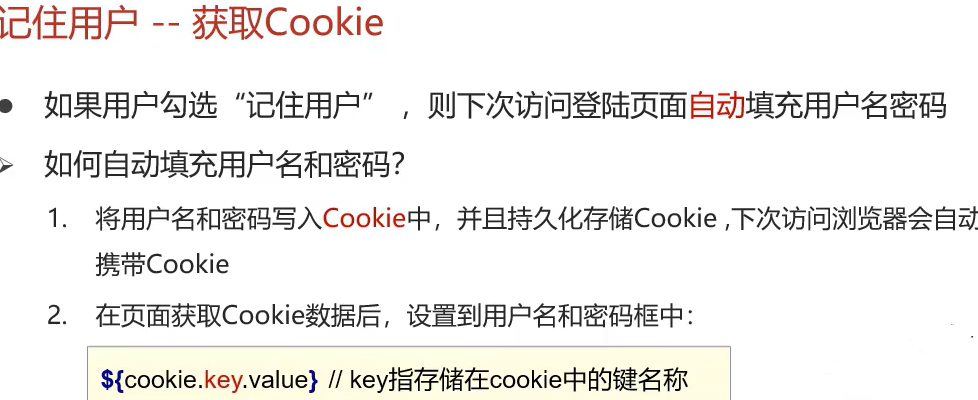 记住用户 -- 获取Cookie
如果用户勾选“记住用户” ，则下次访问登陆页面自动填充用户名密码
如何自动填充用户名和密码？
1. 将用户名和密码写入Cookie中，并且持久化存储Cookie ,下次访问浏览器会自动
携带Cookie
2. 在页面获取Cookie数据后，设置到用户名和密码框中：
${cookie.key.value} // key指存储在cookie中的键名称